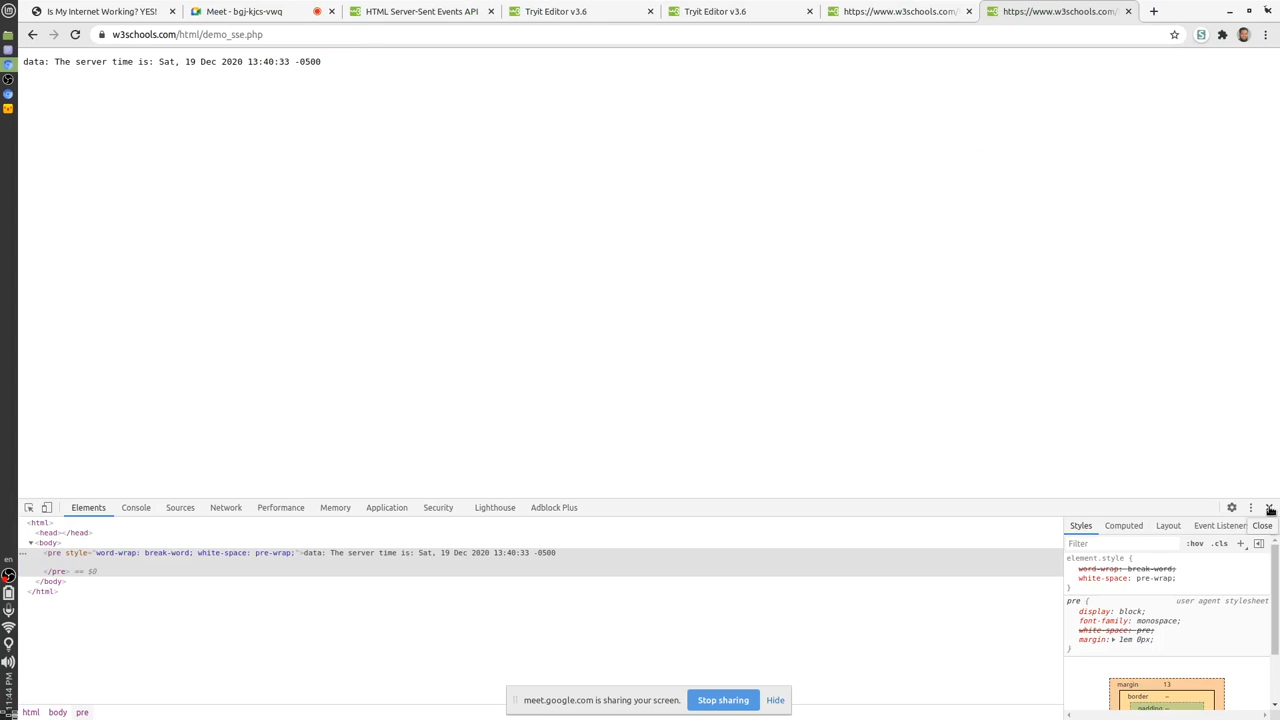 Is My Internet Working? YES!
Meet - bgj-kjcs-vwq
HTML Server-Sent Events API
Tryit Editor v3.6
Tryit Editor v3.6
https://www.w3schools.com/
https://www.w3schools.com/
w3schools.com/html/demo_sse.php
data: The server time is: Sat, 19 Dec 2020 13:40:33 -0500
Elements Console Sources Network Performance Memory Application Security Lighthouse Adblock Plus
<html>
<head></head>
<body>
<pre style="word-wrap: break-word; white-space: pre-wrap;">data: The server time is: Sat, 19 Dec 2020 13:40:33 -0500
</pre> == $0
</body>
</html>
html body pre
Styles Computed Layout Event Listener Close
Filter :hov .cls +
element.style {
word-wrap: break-word;
white-space: pre-wrap;
}
pre { user agent stylesheet
display: block;
font-family: monospace;
white-space: pre;
margin: 1em 0px;
}
margin 13
border -
padding -
meet.google.com is sharing your screen. Stop sharing Hide
en
11:44 PM